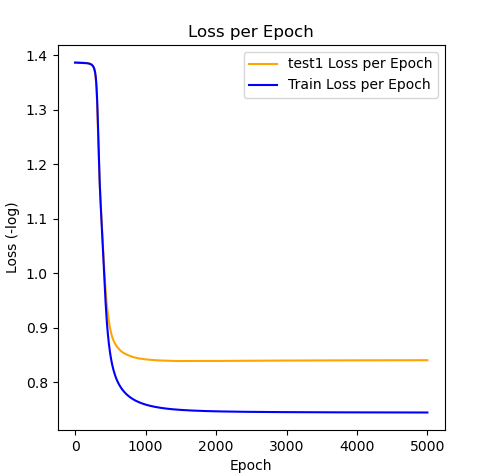 Loss per Epoch
test1 Loss per Epoch
Train Loss per Epoch
Loss (-log)
1.4
1.3
1.2
1.1
1.0
0.9
0.8
0 1000 2000 3000 4000 5000
Epoch